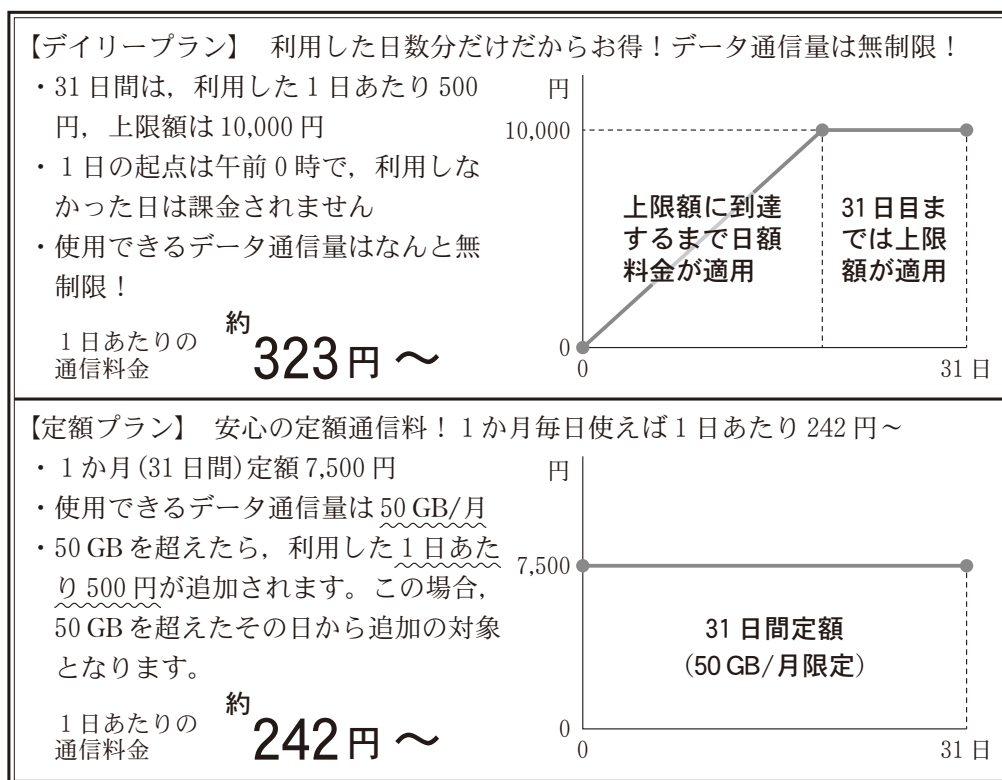 【デイリープラン】 利用した日数分だけだからお得！データ通信量は無制限！
・31日間は，利用した1日あたり500
円，上限額は10,000円
・1日の起点は午前0時で，利用しな
かった日は課金されません
・使用できるデータ通信量はなんと無
制限！
1日あたりの
通信料金
約
323円 ～
円
10,000
上限額に到達
するまで日額
料金が適用
31日目ま
では上限
額が適用
0
0
31日
【定額プラン】 安心の定額通信料！1か月毎日使えば1日あたり242円～
・1か月(31日間)定額7,500円
・使用できるデータ通信量は50 GB/月
・50 GBを超えたら，利用した1日あた
り500円が追加されます。この場合，
50 GBを超えたその日から追加の対象
となります。
1日あたりの
通信料金
約
242円 ～
円
7,500
31日間定額
(50 GB/月限定)
0
0
31日